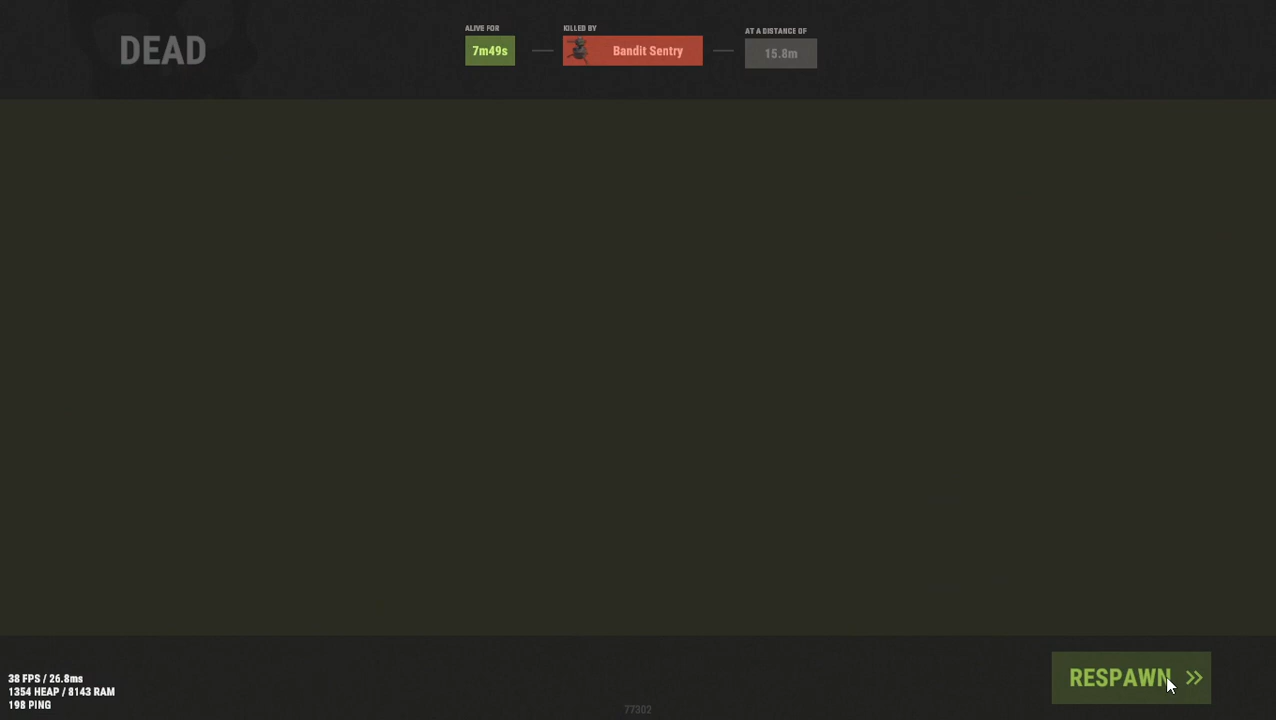 DEAD
ALIVE FOR
7m49s
KILLED BY
Bandit Sentry
AT A DISTANCE OF
15.8m
RESPAWN
38 FPS / 26.8ms
1354 HEAP / 8143 RAM
198 PING
77302